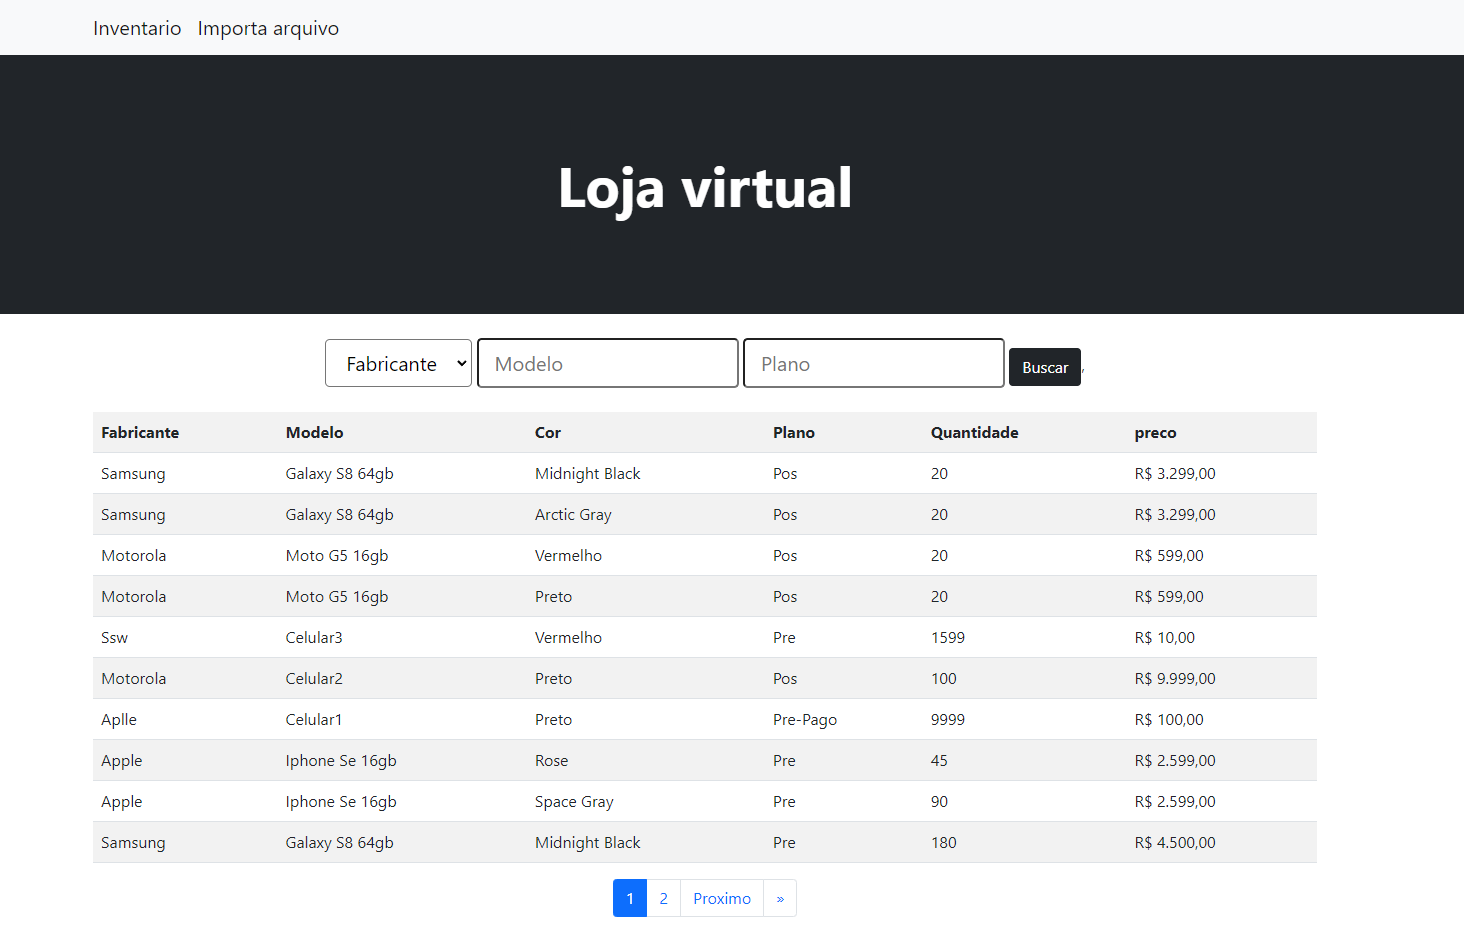 Inventario Importa arquivo
Loja virtual
Fabricante Modelo Plano Buscar ,
Fabricante Modelo Cor Plano Quantidade preco
Samsung Galaxy S8 64gb Midnight Black Pos 20 R$ 3.299,00
Samsung Galaxy S8 64gb Arctic Gray Pos 20 R$ 3.299,00
Motorola Moto G5 16gb Vermelho Pos 20 R$ 599,00
Motorola Moto G5 16gb Preto Pos 20 R$ 599,00
Ssw Celular3 Vermelho Pre 1599 R$ 10,00
Motorola Celular2 Preto Pos 100 R$ 9.999,00
Aplle Celular1 Preto Pre-Pago 9999 R$ 100,00
Apple Iphone Se 16gb Rose Pre 45 R$ 2.599,00
Apple Iphone Se 16gb Space Gray Pre 90 R$ 2.599,00
Samsung Galaxy S8 64gb Midnight Black Pre 180 R$ 4.500,00
1 2 Proximo »